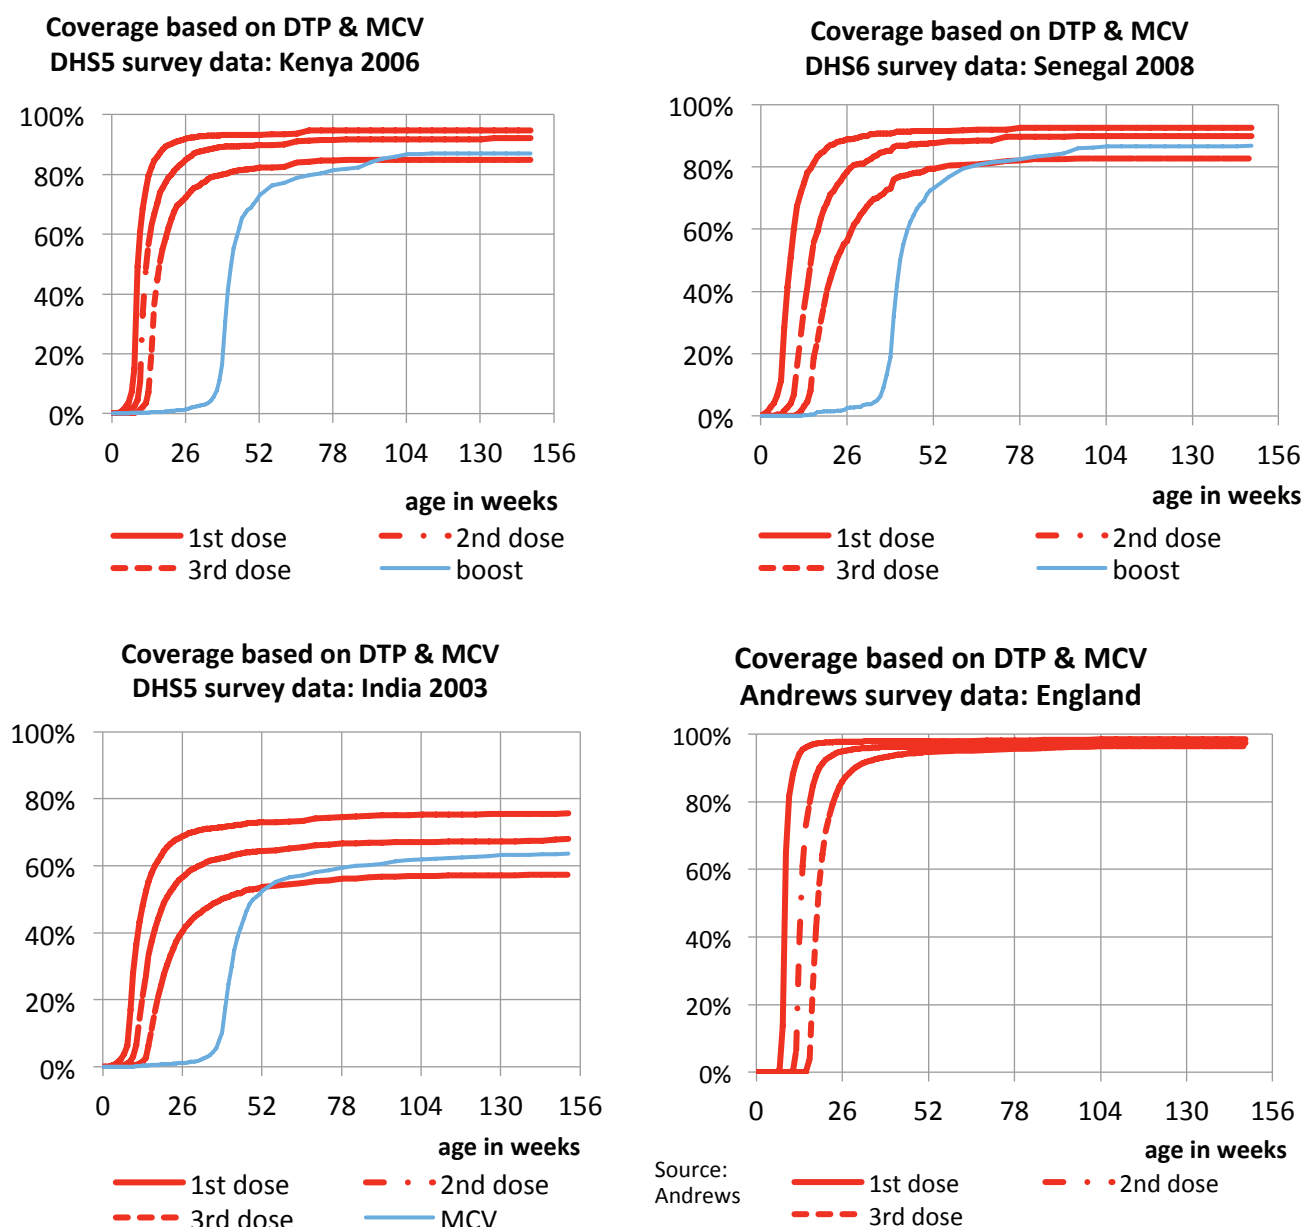 Coverage based on DTP & MCV
DHS5 survey data: Kenya 2006
100%
80%
60%
40%
20%
0%
0 26 52 78 104 130 156
age in weeks
1st dose 2nd dose
3rd dose boost
Coverage based on DTP & MCV
DHS6 survey data: Senegal 2008
100%
80%
60%
40%
20%
0%
0 26 52 78 104 130 156
age in weeks
1st dose 2nd dose
3rd dose boost
Coverage based on DTP & MCV
DHS5 survey data: India 2003
100%
80%
60%
40%
20%
0%
0 26 52 78 104 130 156
age in weeks
1st dose 2nd dose
3rd dose MCV
Coverage based on DTP & MCV
Andrews survey data: England
100%
80%
60%
40%
20%
0%
0 26 52 78 104 130 156
age in weeks
Source:
Andrews
1st dose 2nd dose
3rd dose